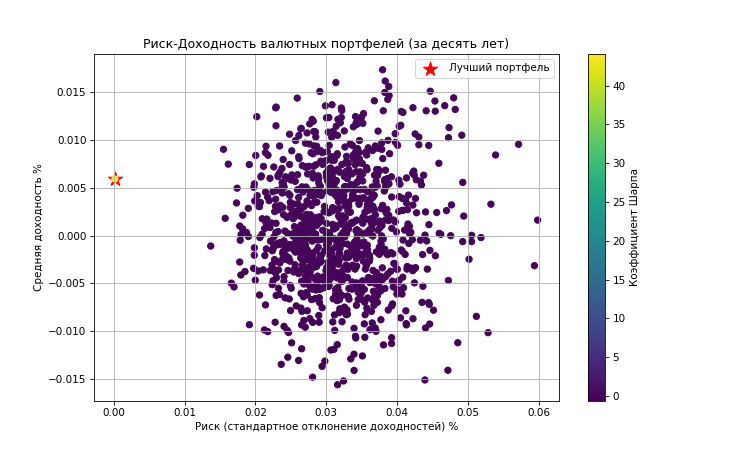 Риск-Доходность валютных портфелей (за десять лет)
Лучший портфель
0.015
0.010
0.005
0.000
−0.005
−0.010
−0.015
Средняя доходность %
0.00 0.01 0.02 0.03 0.04 0.05 0.06
Риск (стандартное отклонение доходностей) %
40
35
30
25
20
15
10
5
0
Коэффициент Шарпа